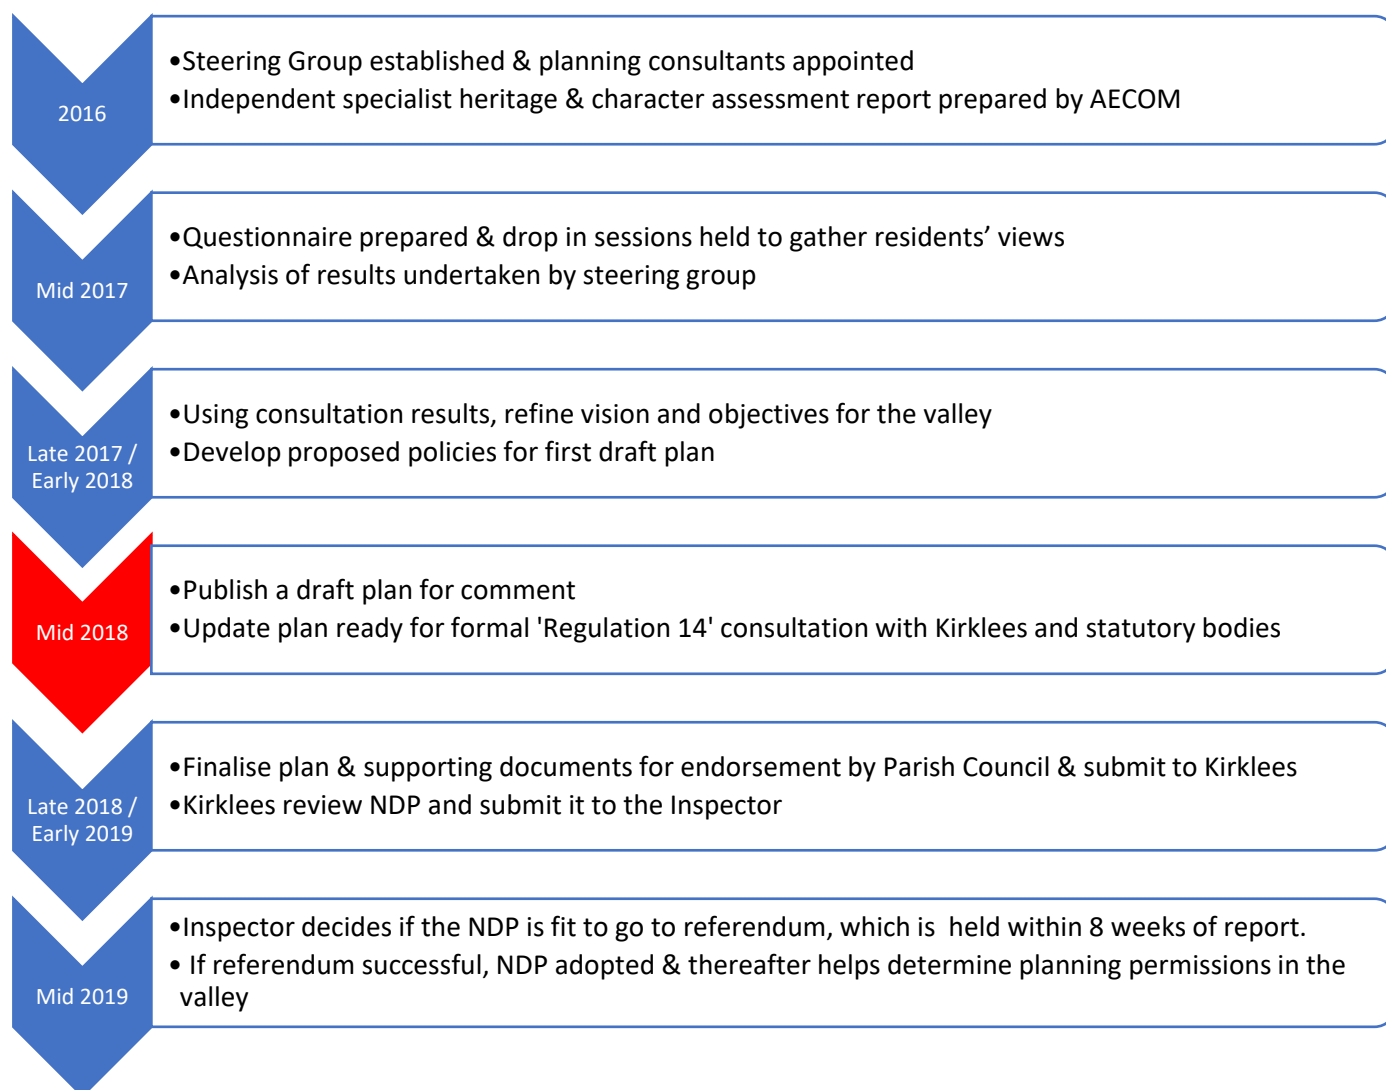 2016
•Steering Group established & planning consultants appointed
•Independent specialist heritage & character assessment report prepared by AECOM
Mid 2017
•Questionnaire prepared & drop in sessions held to gather residents’ views
•Analysis of results undertaken by steering group
Late 2017 /
Early 2018
•Using consultation results, refine vision and objectives for the valley
•Develop proposed policies for first draft plan
Mid 2018
•Publish a draft plan for comment
•Update plan ready for formal 'Regulation 14' consultation with Kirklees and statutory bodies
Late 2018 /
Early 2019
•Finalise plan & supporting documents for endorsement by Parish Council & submit to Kirklees
•Kirklees review NDP and submit it to the Inspector
Mid 2019
•Inspector decides if the NDP is fit to go to referendum, which is  held within 8 weeks of report.
• If referendum successful, NDP adopted & thereafter helps determine planning permissions in the
valley